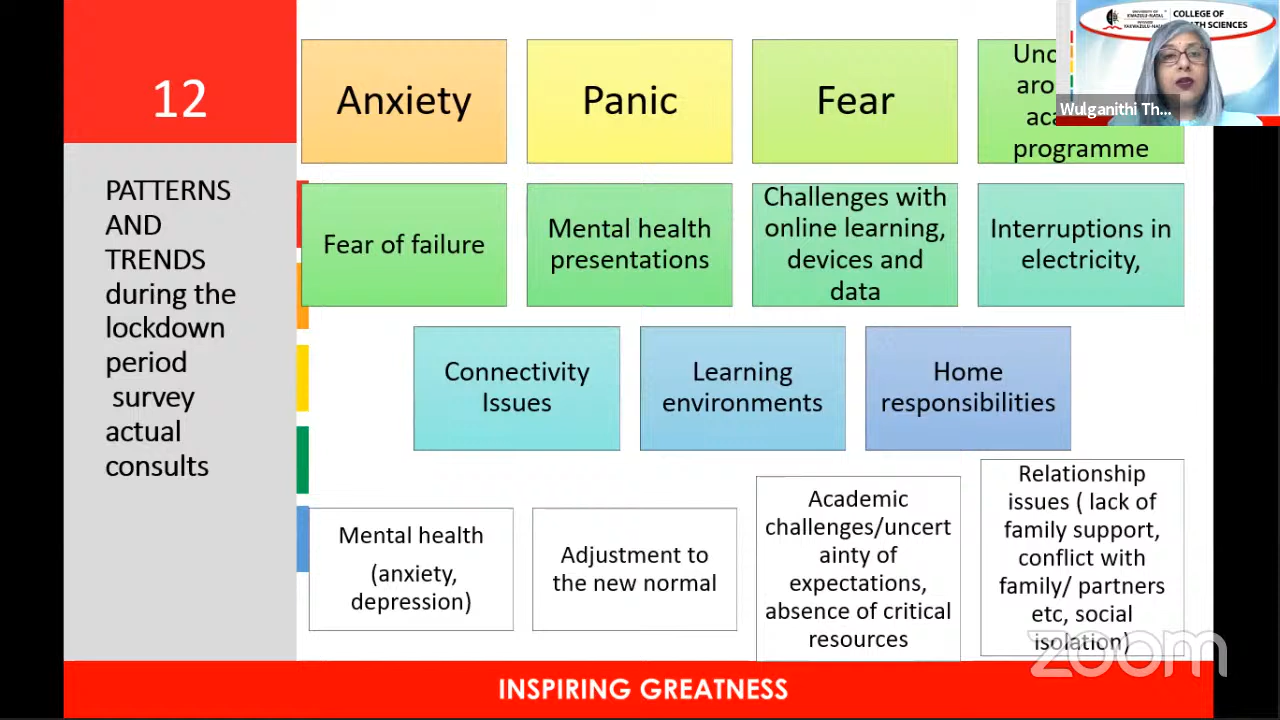 12
PATTERNS
AND
TRENDS
during the
lockdown
period
survey
actual
consults
Anxiety
Panic
Fear
programme
Fear of failure
Mental health
presentations
Challenges with
online learning,
devices and
data
Interruptions in
electricity,
Connectivity
Issues
Learning
environments
Home
responsibilities
Mental health
(anxiety,
depression)
Adjustment to
the new normal
Academic
challenges/uncert
ainty of
expectations,
absence of critical
resources
Relationship
issues ( lack of
family support,
conflict with
family/ partners
etc, social
isolation)
INSPIRING GREATNESS
UNIVERSITY OF
KWAZULU-NATAL
COLLEGE OF
SCIENCES
Wulganithi Th...
zoom